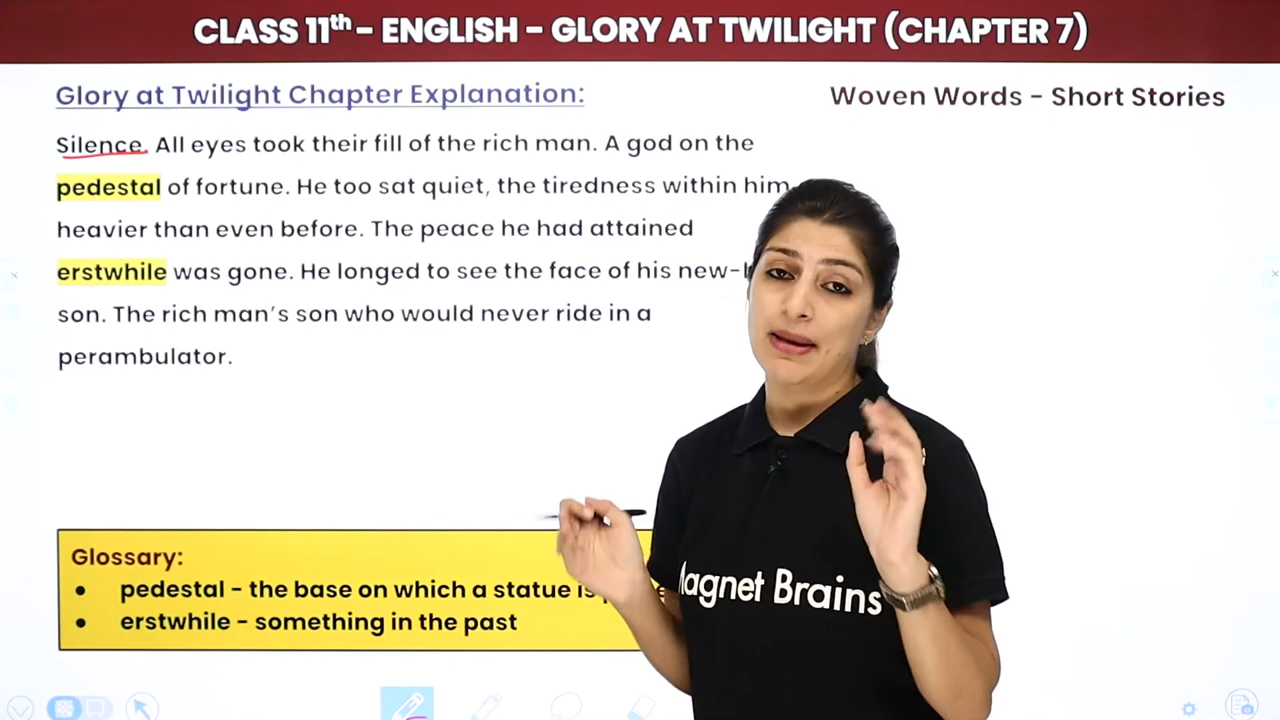 CLASS 11th - ENGLISH - GLORY AT TWILIGHT (CHAPTER 7)
Glory at Twilight Chapter Explanation:
Woven Words - Short Stories
Silence. All eyes took their fill of the rich man. A god on the
pedestal of fortune. He too sat quiet, the tiredness within him
heavier than even before. The peace he had attained
erstwhile was gone. He longed to see the face of his new-
son. The rich man's son who would never ride in a
perambulator.
Glossary:
• pedestal - the base on which a statue is
• erstwhile - something in the past
Magnet Brains